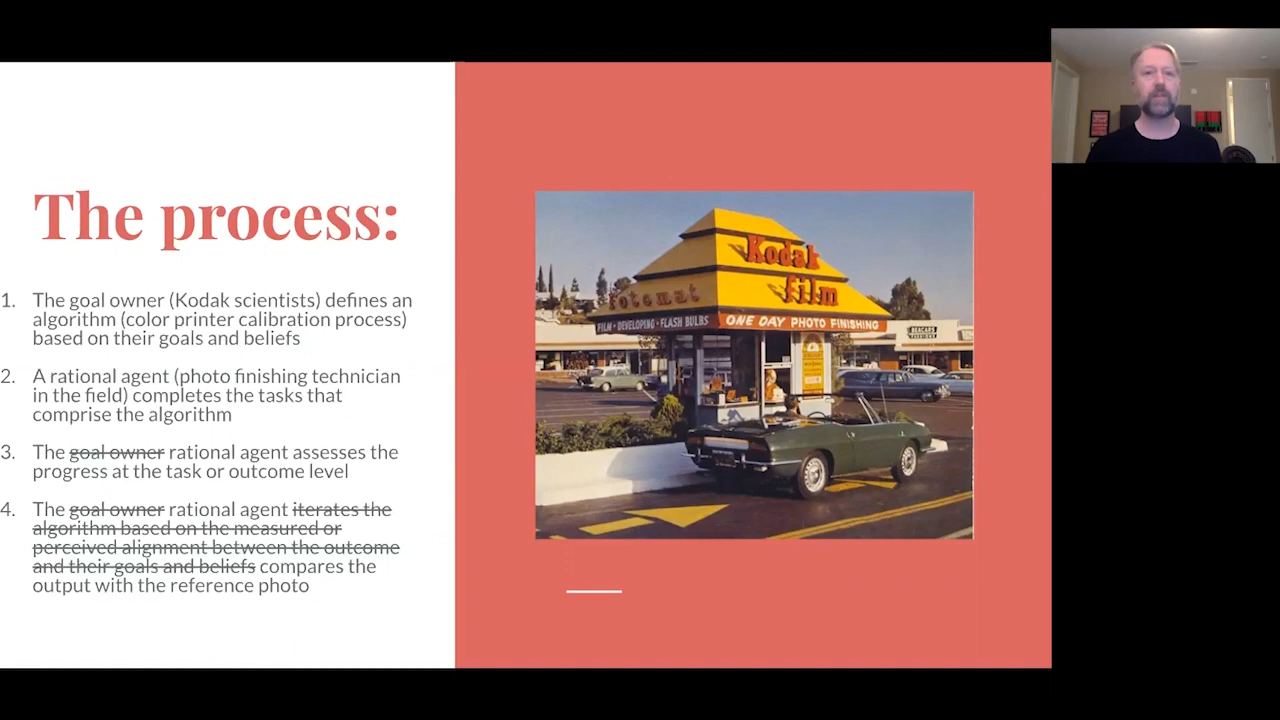 The process:
1. The goal owner (Kodak scientists) defines an
algorithm (color printer calibration process)
based on their goals and beliefs
2. A rational agent (photo finishing technician
in the field) completes the tasks that
comprise the algorithm
3. The goal owner rational agent assesses the
progress at the task or outcome level
4. The goal owner rational agent iterates the
algorithm based on the measured or
perceived alignment between the outcome
and their goals and beliefs compares the
output with the reference photo
Kodak
film
Fotomat
FILM • DEVELOPING • FLASH BULBS
ONE DAY PHOTO FINISHING